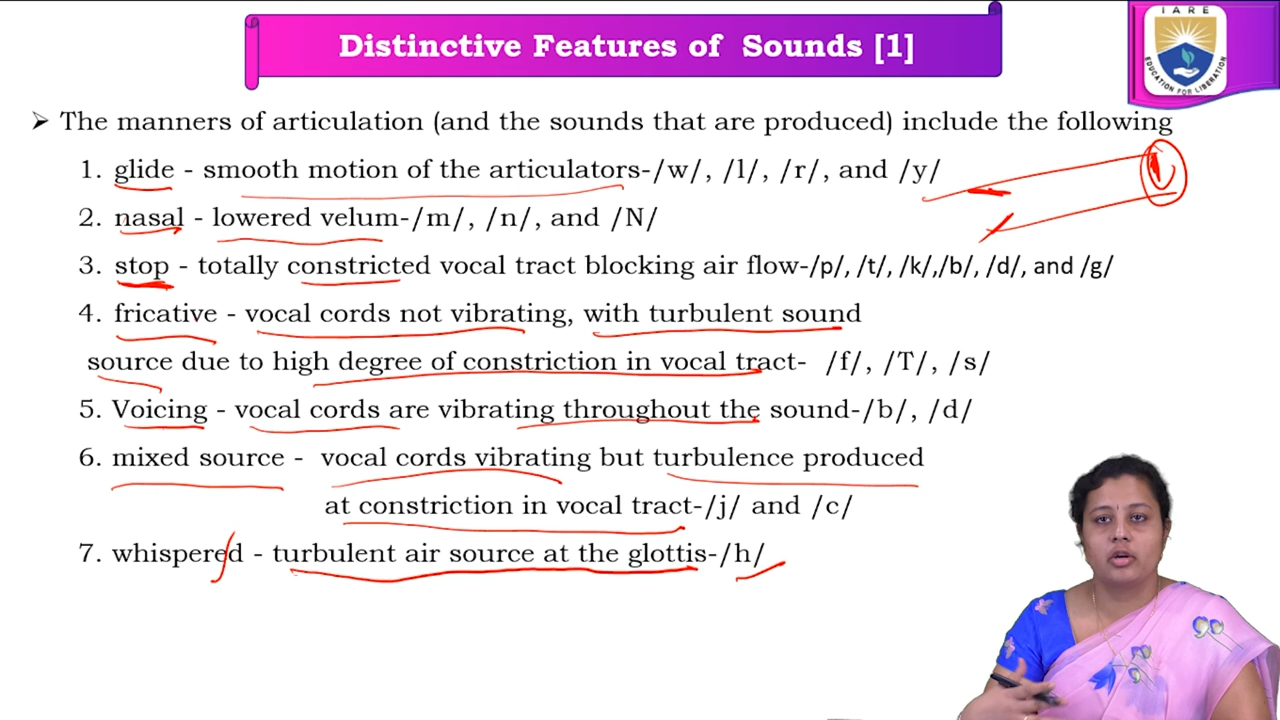 Distinctive Features of Sounds [1]
IARE
EDUCATION FOR LIBERATION
➤ The manners of articulation (and the sounds that are produced) include the following
1. glide - smooth motion of the articulators-/w/, /l/, /r/, and /y/
2. nasal - lowered velum-/m/, /n/, and /N/
3. stop - totally constricted vocal tract blocking air flow-/p/, /t/, /k/,/b/, /d/, and /g/
4. fricative - vocal cords not vibrating, with turbulent sound
source due to high degree of constriction in vocal tract- /f/, /T/, /s/
5. Voicing - vocal cords are vibrating throughout the sound-/b/, /d/
6. mixed source - vocal cords vibrating but turbulence produced
at constriction in vocal tract-/j/ and /c/
7. whispered - turbulent air source at the glottis-/h/